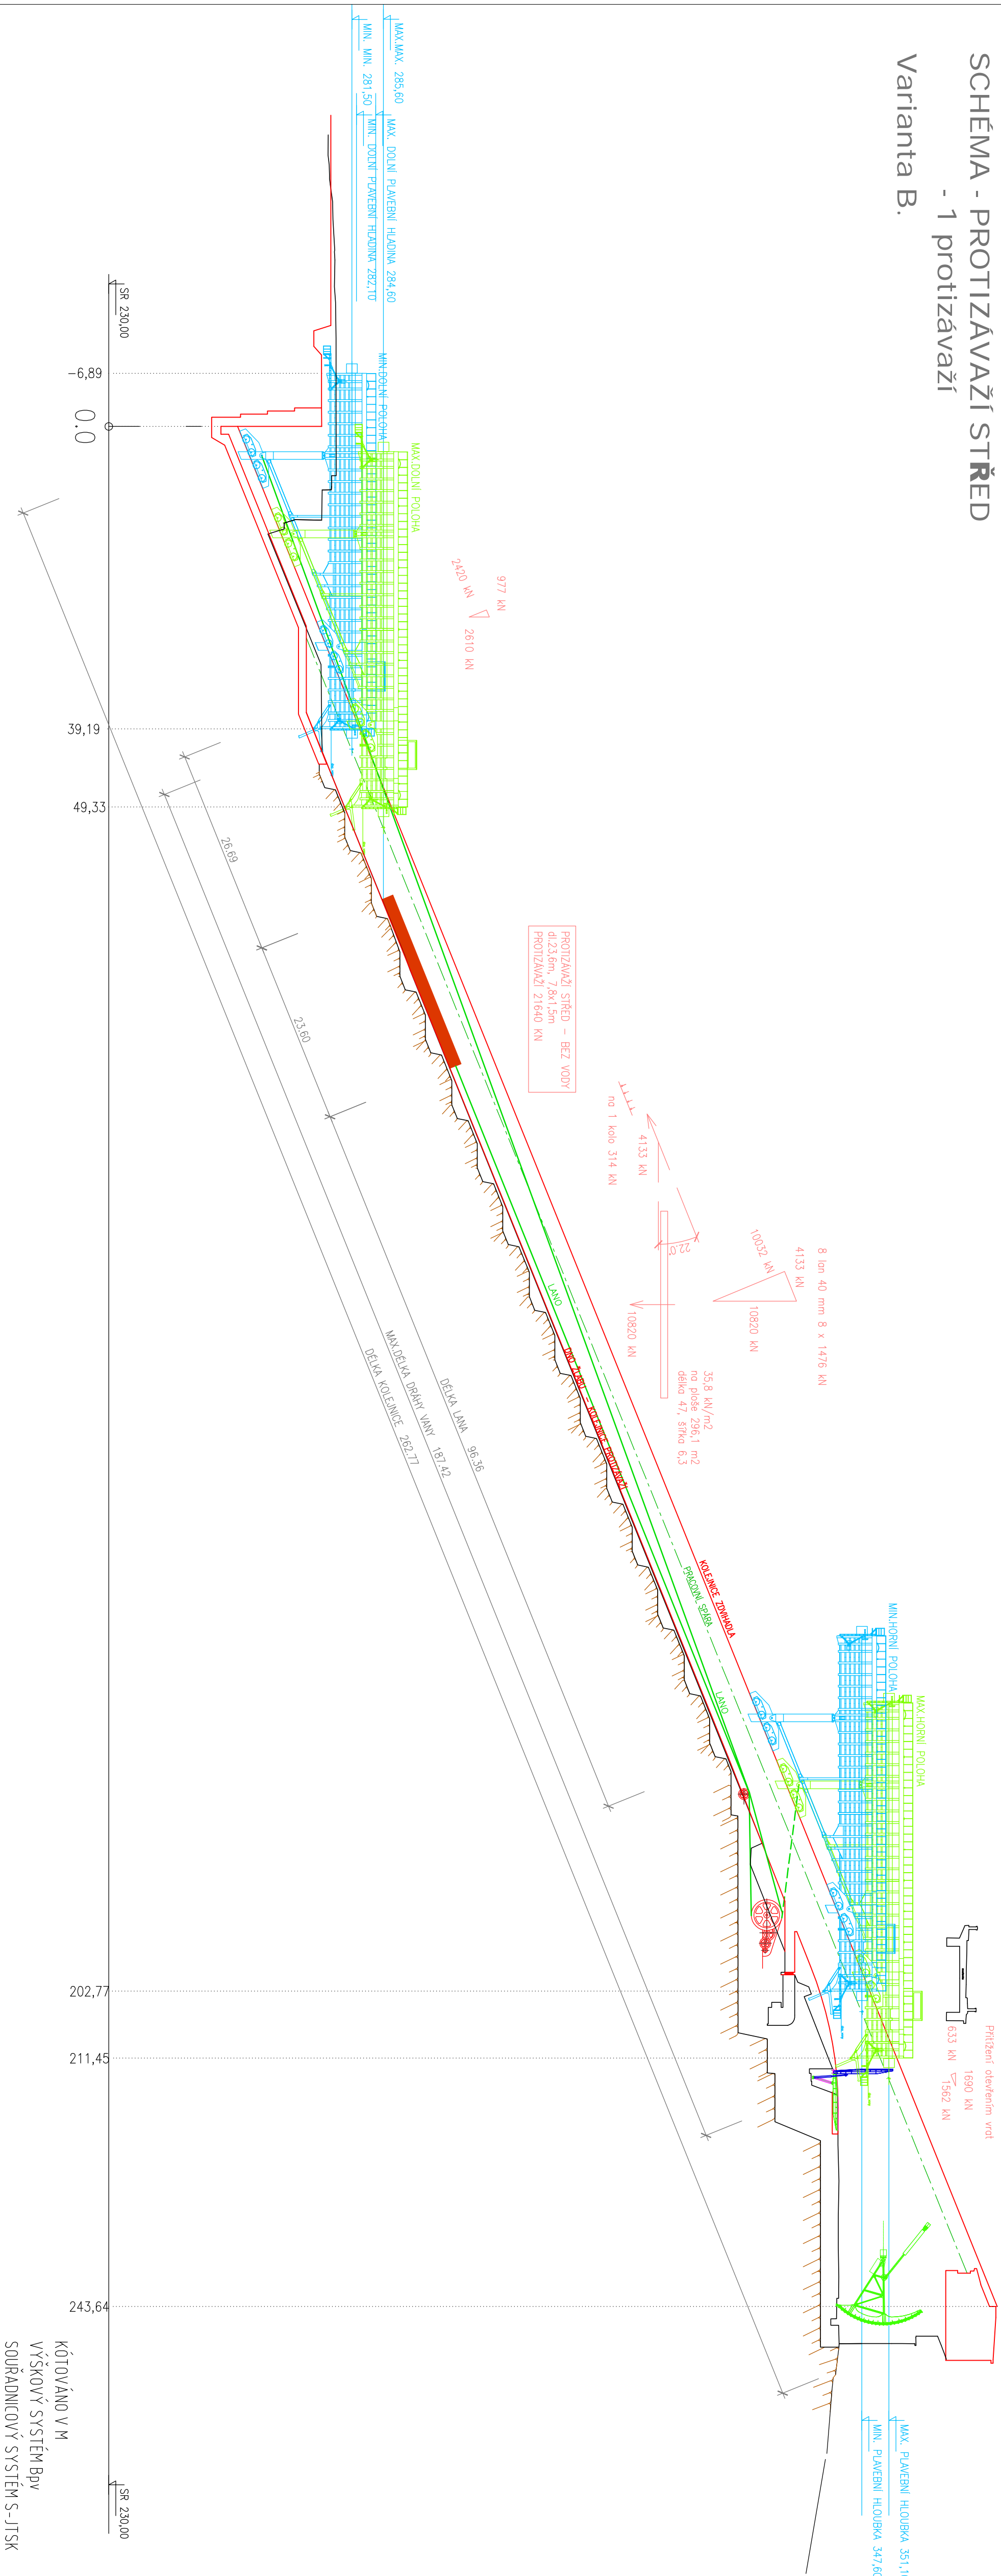 SCHÉMA - PROTIZÁVAŽÍ STŘED
- 1 protizávaží
Varianta B.
MAX.MAX. 285,60
MIN. MIN. 281,50
MAX. DOLNÍ PLAVEBNÍ HLADINA 284,60
MIN. DOLNÍ PLAVEBNÍ HLADINA 282,10
SR 230,00
-6,89
0.0
39,19
49,33
202,77
211,45
243,64
MIN.DOLNÍ POLOHA
MAX.DOLNÍ POLOHA
977 kN
2420 kN
2610 kN
PROTIZÁVAŽÍ STŘED – BEZ VODY
dl.23,6m, 7,8x1,5m
PROTIZÁVAŽÍ 21640 KN
4133 kN
na 1 kolo 314 kN
22,0
10820 kN
8 lan 40 mm 8 x 1476 kN
4133 kN
10032 kN
10820 kN
35,8 kN/m2
na ploše 296,1 m2
délka 47, šířka 6,3
LANO
DNO ŽLABU – KOLEJNICE PROTIZÁVAŽÍ
KOLEJNICE ZDVIHADLA
PRACOVNÍ SPÁRA
LANO
26.69
23.60
DÉLKA LANA 96.36
MAX.DÉLKA DRÁHY VANY 187.42
DÉLKA KOLEJNICE 262.77
MIN.HORNÍ POLOHA
MAX.HORNÍ POLOHA
Přitížení otevřením vrat
1690 kN
633 kN
1562 kN
MAX. PLAVEBNÍ HLOUBKA 351,1
MIN. PLAVEBNÍ HLOUBKA 347,60
SR 230,00
KÓTOVÁNO V M
VÝŠKOVÝ SYSTÉM Bpv
SOUŘADNICOVÝ SYSTÉM S-JTSK